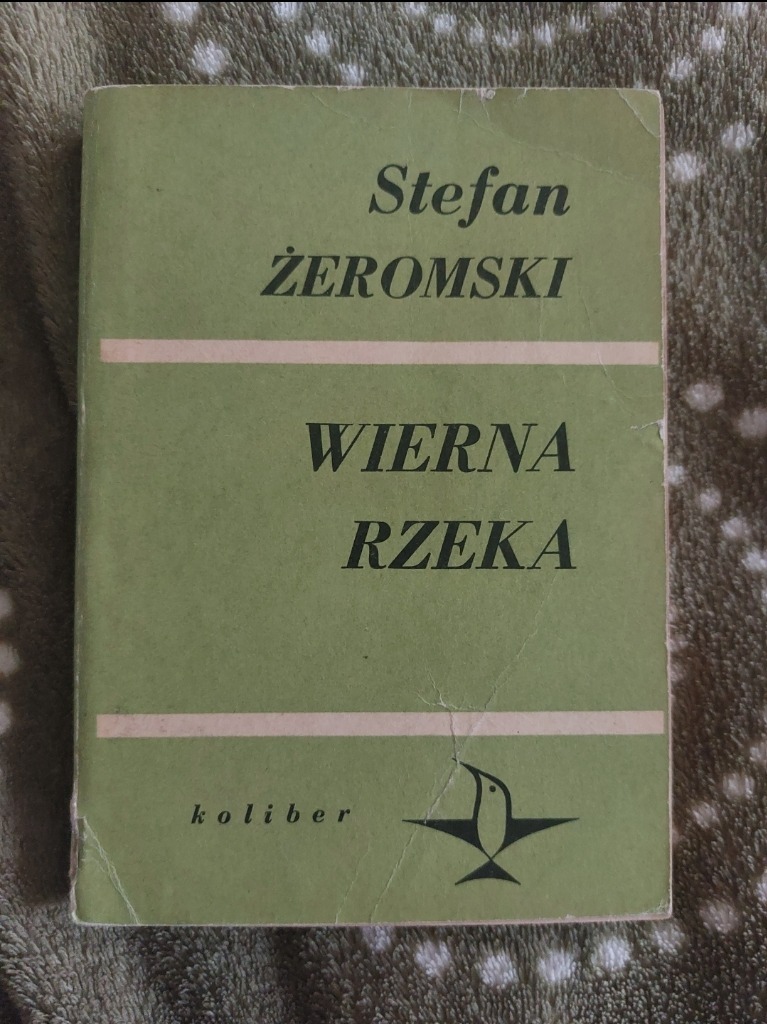 Stefan
ŻEROMSKI
WIERNA
RZEKA
koliber